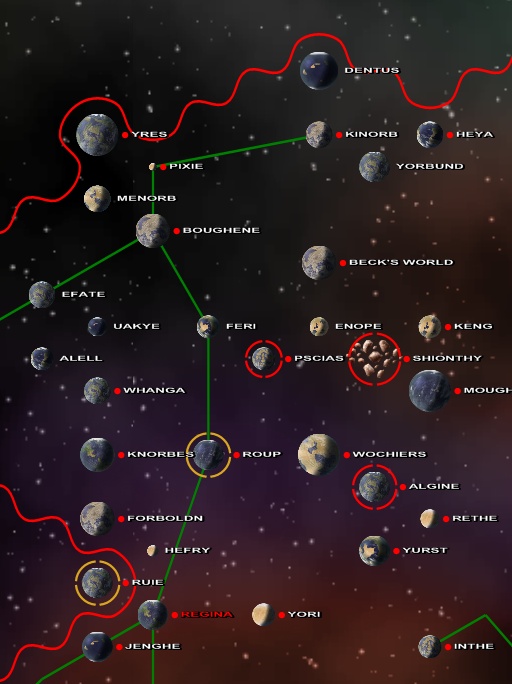 DENTUS
YRES
KINORB
HEYA
PIXIE
YORBUND
MENORB
BOUGHENE
BECK'S WORLD
EFATE
UAKYE
FERI
ENOPE
KENG
ALELL
PSCIAS
SHIONTHY
WHANGA
MOUGH
KNORBES
ROUP
WOCHIERS
ALGINE
FORBOLDN
RETHE
HEFRY
YURST
RUIE
REGINA
YORI
JENGHE
INTHE